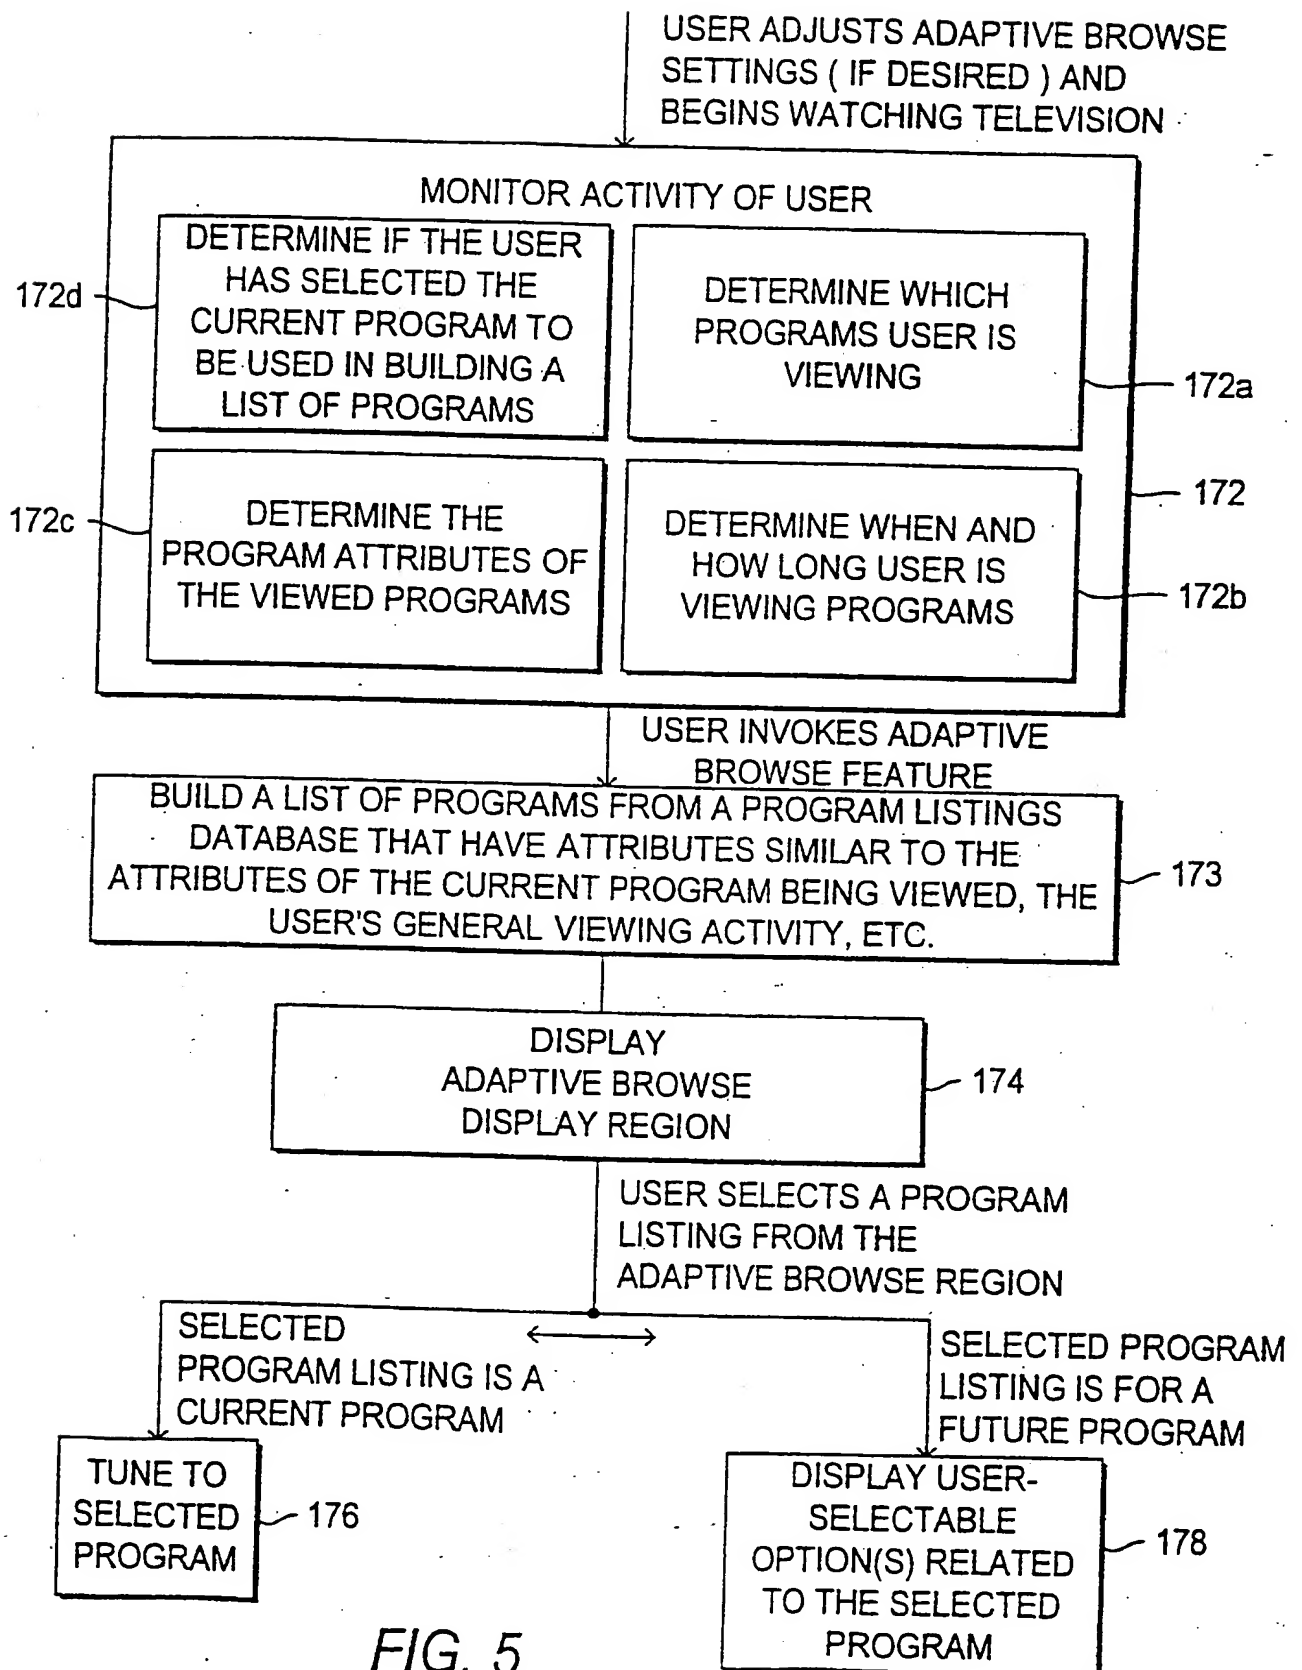 USER ADJUSTS ADAPTIVE BROWSE
SETTINGS ( IF DESIRED ) AND
BEGINS WATCHING TELEVISION
MONITOR ACTIVITY OF USER
DETERMINE IF THE USER
HAS SELECTED THE
CURRENT PROGRAM TO
BE USED IN BUILDING A
LIST OF PROGRAMS
172d
DETERMINE WHICH
PROGRAMS USER IS
VIEWING
172a
172
DETERMINE THE
PROGRAM ATTRIBUTES OF
THE VIEWED PROGRAMS
172c
DETERMINE WHEN AND
HOW LONG USER IS
VIEWING PROGRAMS
172b
USER INVOKES ADAPTIVE
BROWSE FEATURE
BUILD A LIST OF PROGRAMS FROM A PROGRAM LISTINGS
DATABASE THAT HAVE ATTRIBUTES SIMILAR TO THE
ATTRIBUTES OF THE CURRENT PROGRAM BEING VIEWED, THE
USER'S GENERAL VIEWING ACTIVITY, ETC.
173
DISPLAY
ADAPTIVE BROWSE
DISPLAY REGION
174
USER SELECTS A PROGRAM
LISTING FROM THE
ADAPTIVE BROWSE REGION
SELECTED
PROGRAM LISTING IS A
CURRENT PROGRAM
SELECTED PROGRAM
LISTING IS FOR A
FUTURE PROGRAM
TUNE TO
SELECTED
PROGRAM
176
DISPLAY USER-
SELECTABLE
OPTION(S) RELATED
TO THE SELECTED
PROGRAM
178
FIG. 5